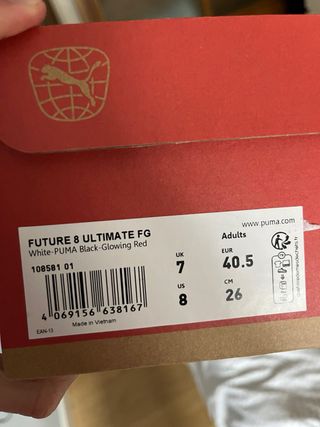 www.puma.com
FUTURE 8 ULTIMATE FG
White-PUMA Black-Glowing Red
108581 01
4 069156 638167
EAN-13
Made in Vietnam
Adults
UK
7
EUR
40.5
US
8
CM
26